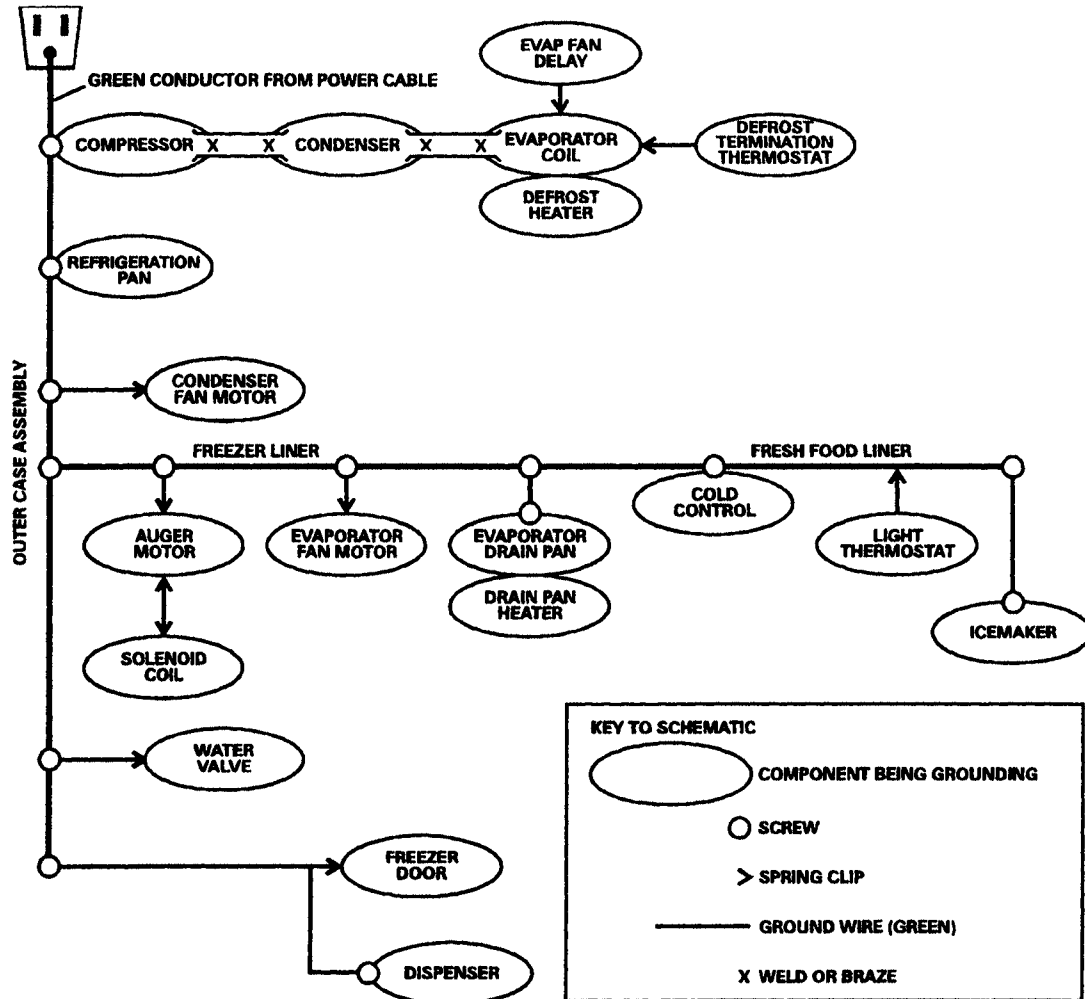 EVAP FAN
DELAY
GREEN CONDUCTOR FROM POWER CABLE
COMPRESSOR
X
X
CONDENSER
X
X
EVAPORATOR
COIL
DEFROST
TERMINATION
THERMOSTAT
DEFROST
HEATER
REFRIGERATION
PAN
OUTER CASE ASSEMBLY
CONDENSER
FAN MOTOR
FREEZER LINER
FRESH FOOD LINER
AUGER
MOTOR
EVAPORATOR
FAN MOTOR
EVAPORATOR
DRAIN PAN
DRAIN PAN
HEATER
COLD
CONTROL
LIGHT
THERMOSTAT
ICEMAKER
SOLENOID
COIL
WATER
VALVE
FREEZER
DOOR
DISPENSER
KEY TO SCHEMATIC
COMPONENT BEING GROUNDING
SCREW
SPRING CLIP
GROUND WIRE (GREEN)
X WELD OR BRAZE